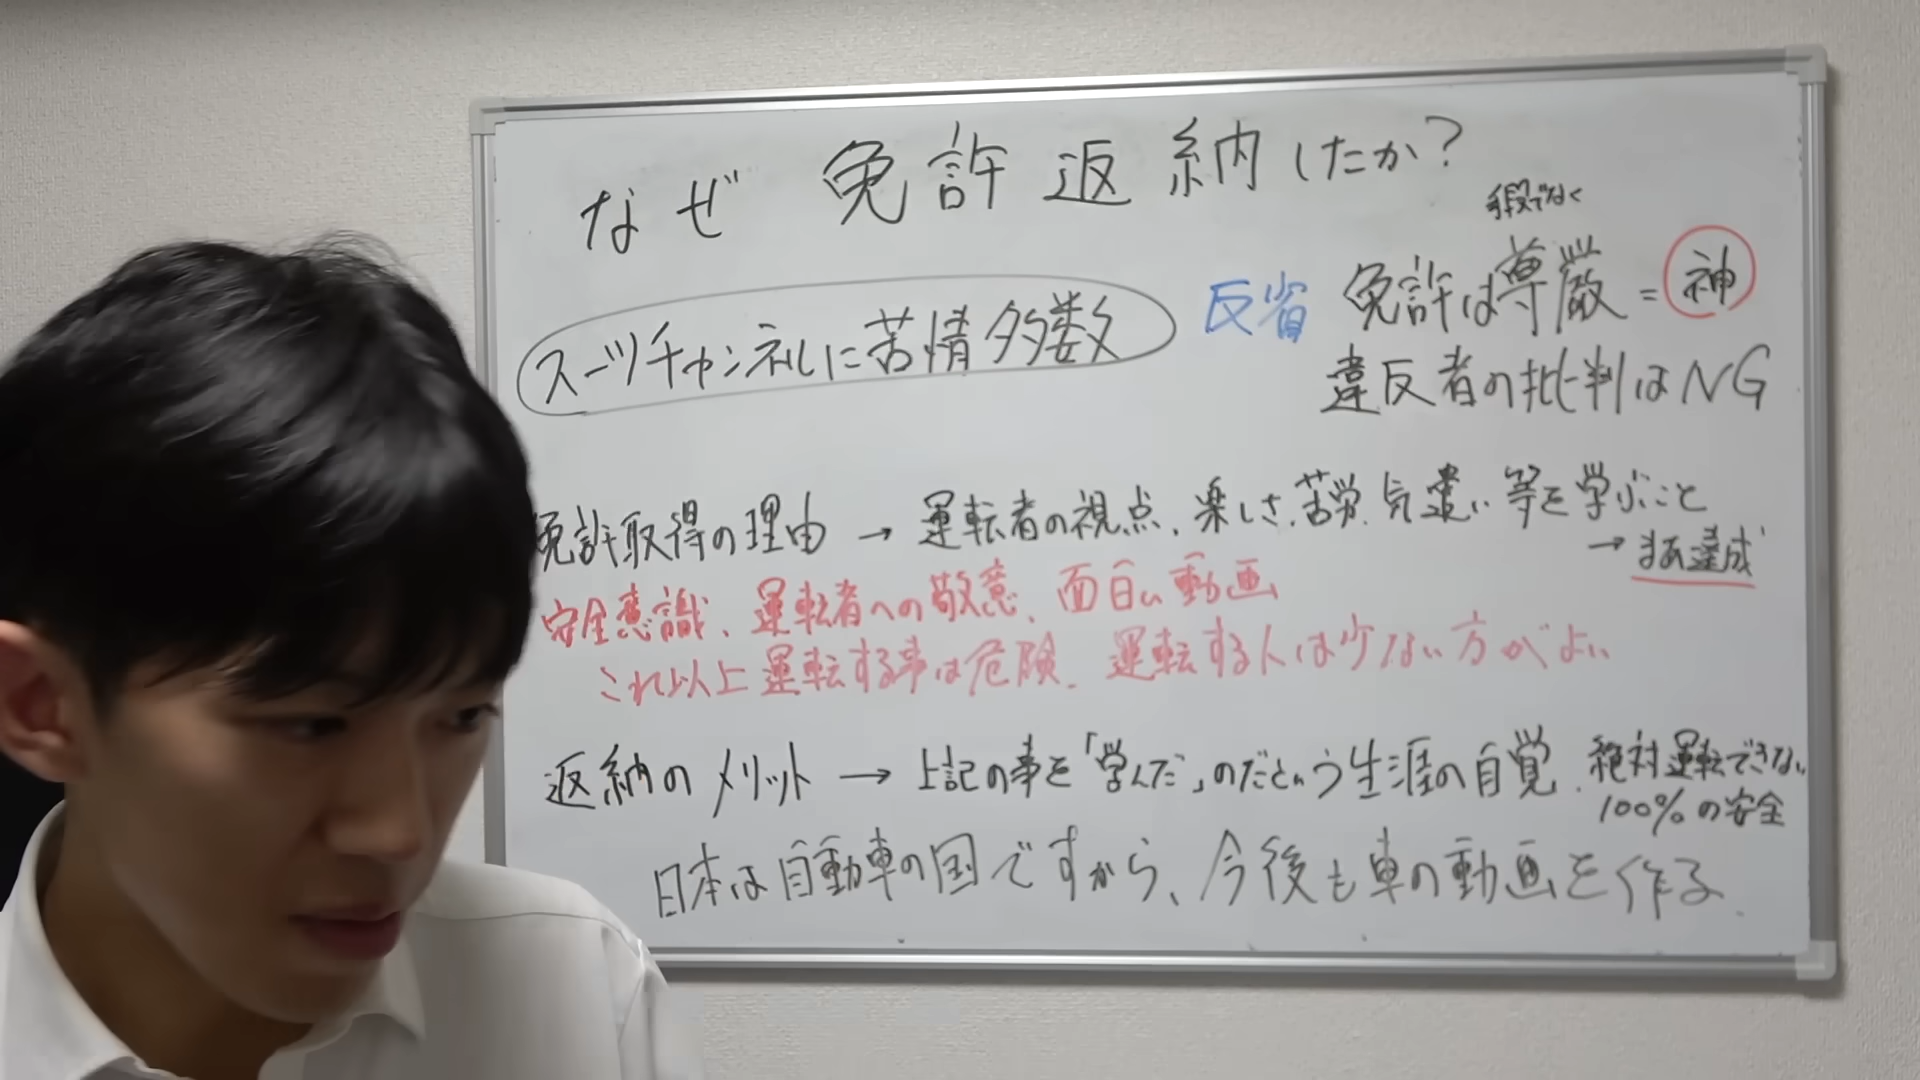 なぜ 免許返納したか?
スーツチャンネルに苦情多数
反省
手段でなく
免許は尊厳=神
違反者の批判はNG
免許取得の理由 → 運転者の視点、楽しさ、苦労、気遣い 等を学ぶこと
→ まあ達成
安全意識、運転者への敬意、面白い動画
これ以上運転する事は危険、運転する人は少ない方がよい
返納のメリット → 上記の事を「学んだ」のだという生涯の自覚、絶対運転できない
100%の安全
日本は自動車の国ですから、今後も車の動画を作る。